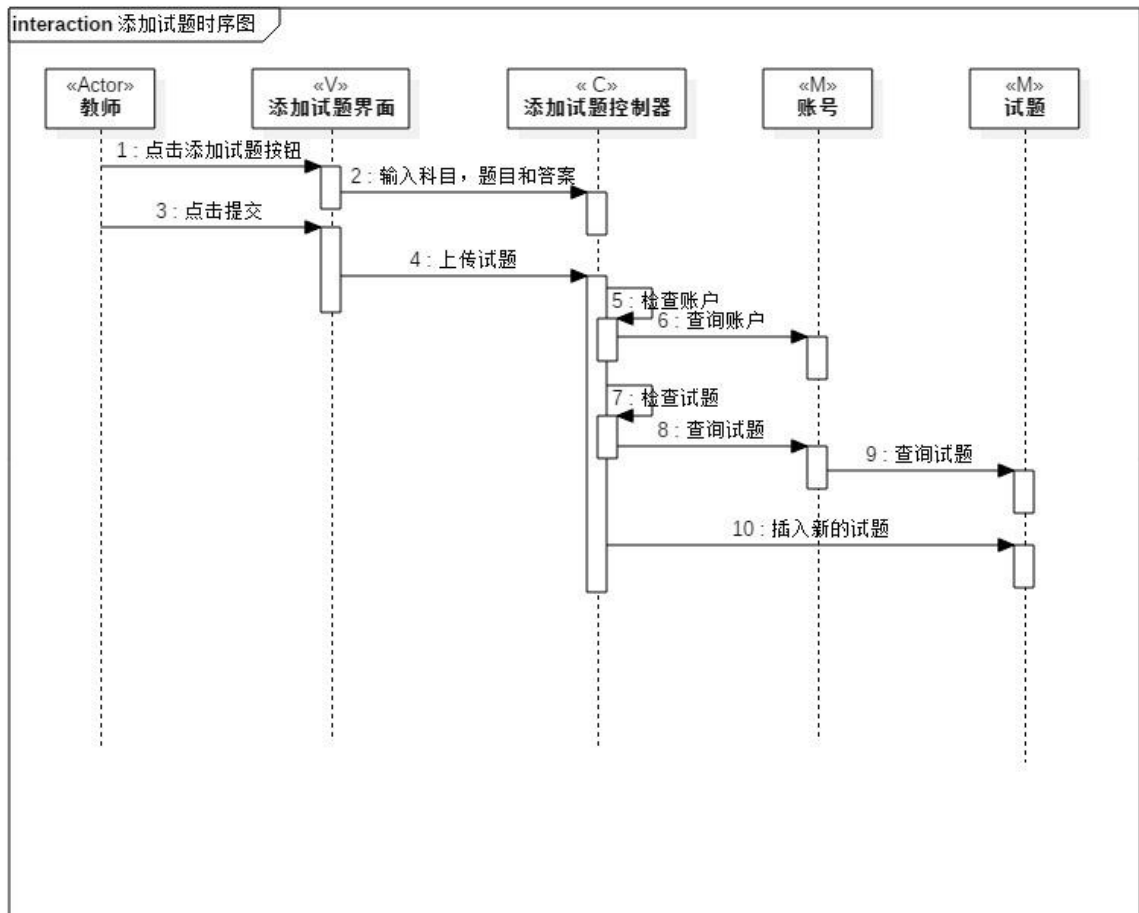 interaction 添加试题时序图
«Actor»
教师
«V»
添加试题界面
« C»
添加试题控制器
«M»
账号
«M»
试题
1 : 点击添加试题按钮
2 : 输入科目，题目和答案
3 : 点击提交
4 : 上传试题
5 : 检查账户
6 : 查询账户
7 : 检查试题
8 : 查询试题
9 : 查询试题
10 : 插入新的试题